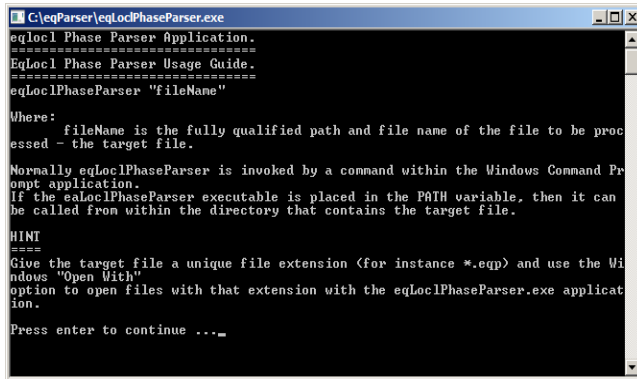 C:\eqParser\eqLoclPhaseParser.exe
eqlocl Phase Parser Application.
================================
EqLocl Phase Parser Usage Guide.
================================
eqLoclPhaseParser "fileName"
Where:
fileName is the fully qualified path and file name of the file to be proc
essed - the target file.
Normally eqLoclPhaseParser is invoked by a command within the Windows Command Pr
ompt application.
If the eaLoclPhaseParser executable is placed in the PATH variable, then it can
be called from within the directory that contains the target file.
HINT
====
Give the target file a unique file extension (for instance *.eqp) and use the Wi
ndows "Open With"
option to open files with that extension with the eqLoclPhaseParser.exe applicat
ion.
Press enter to continue ..._